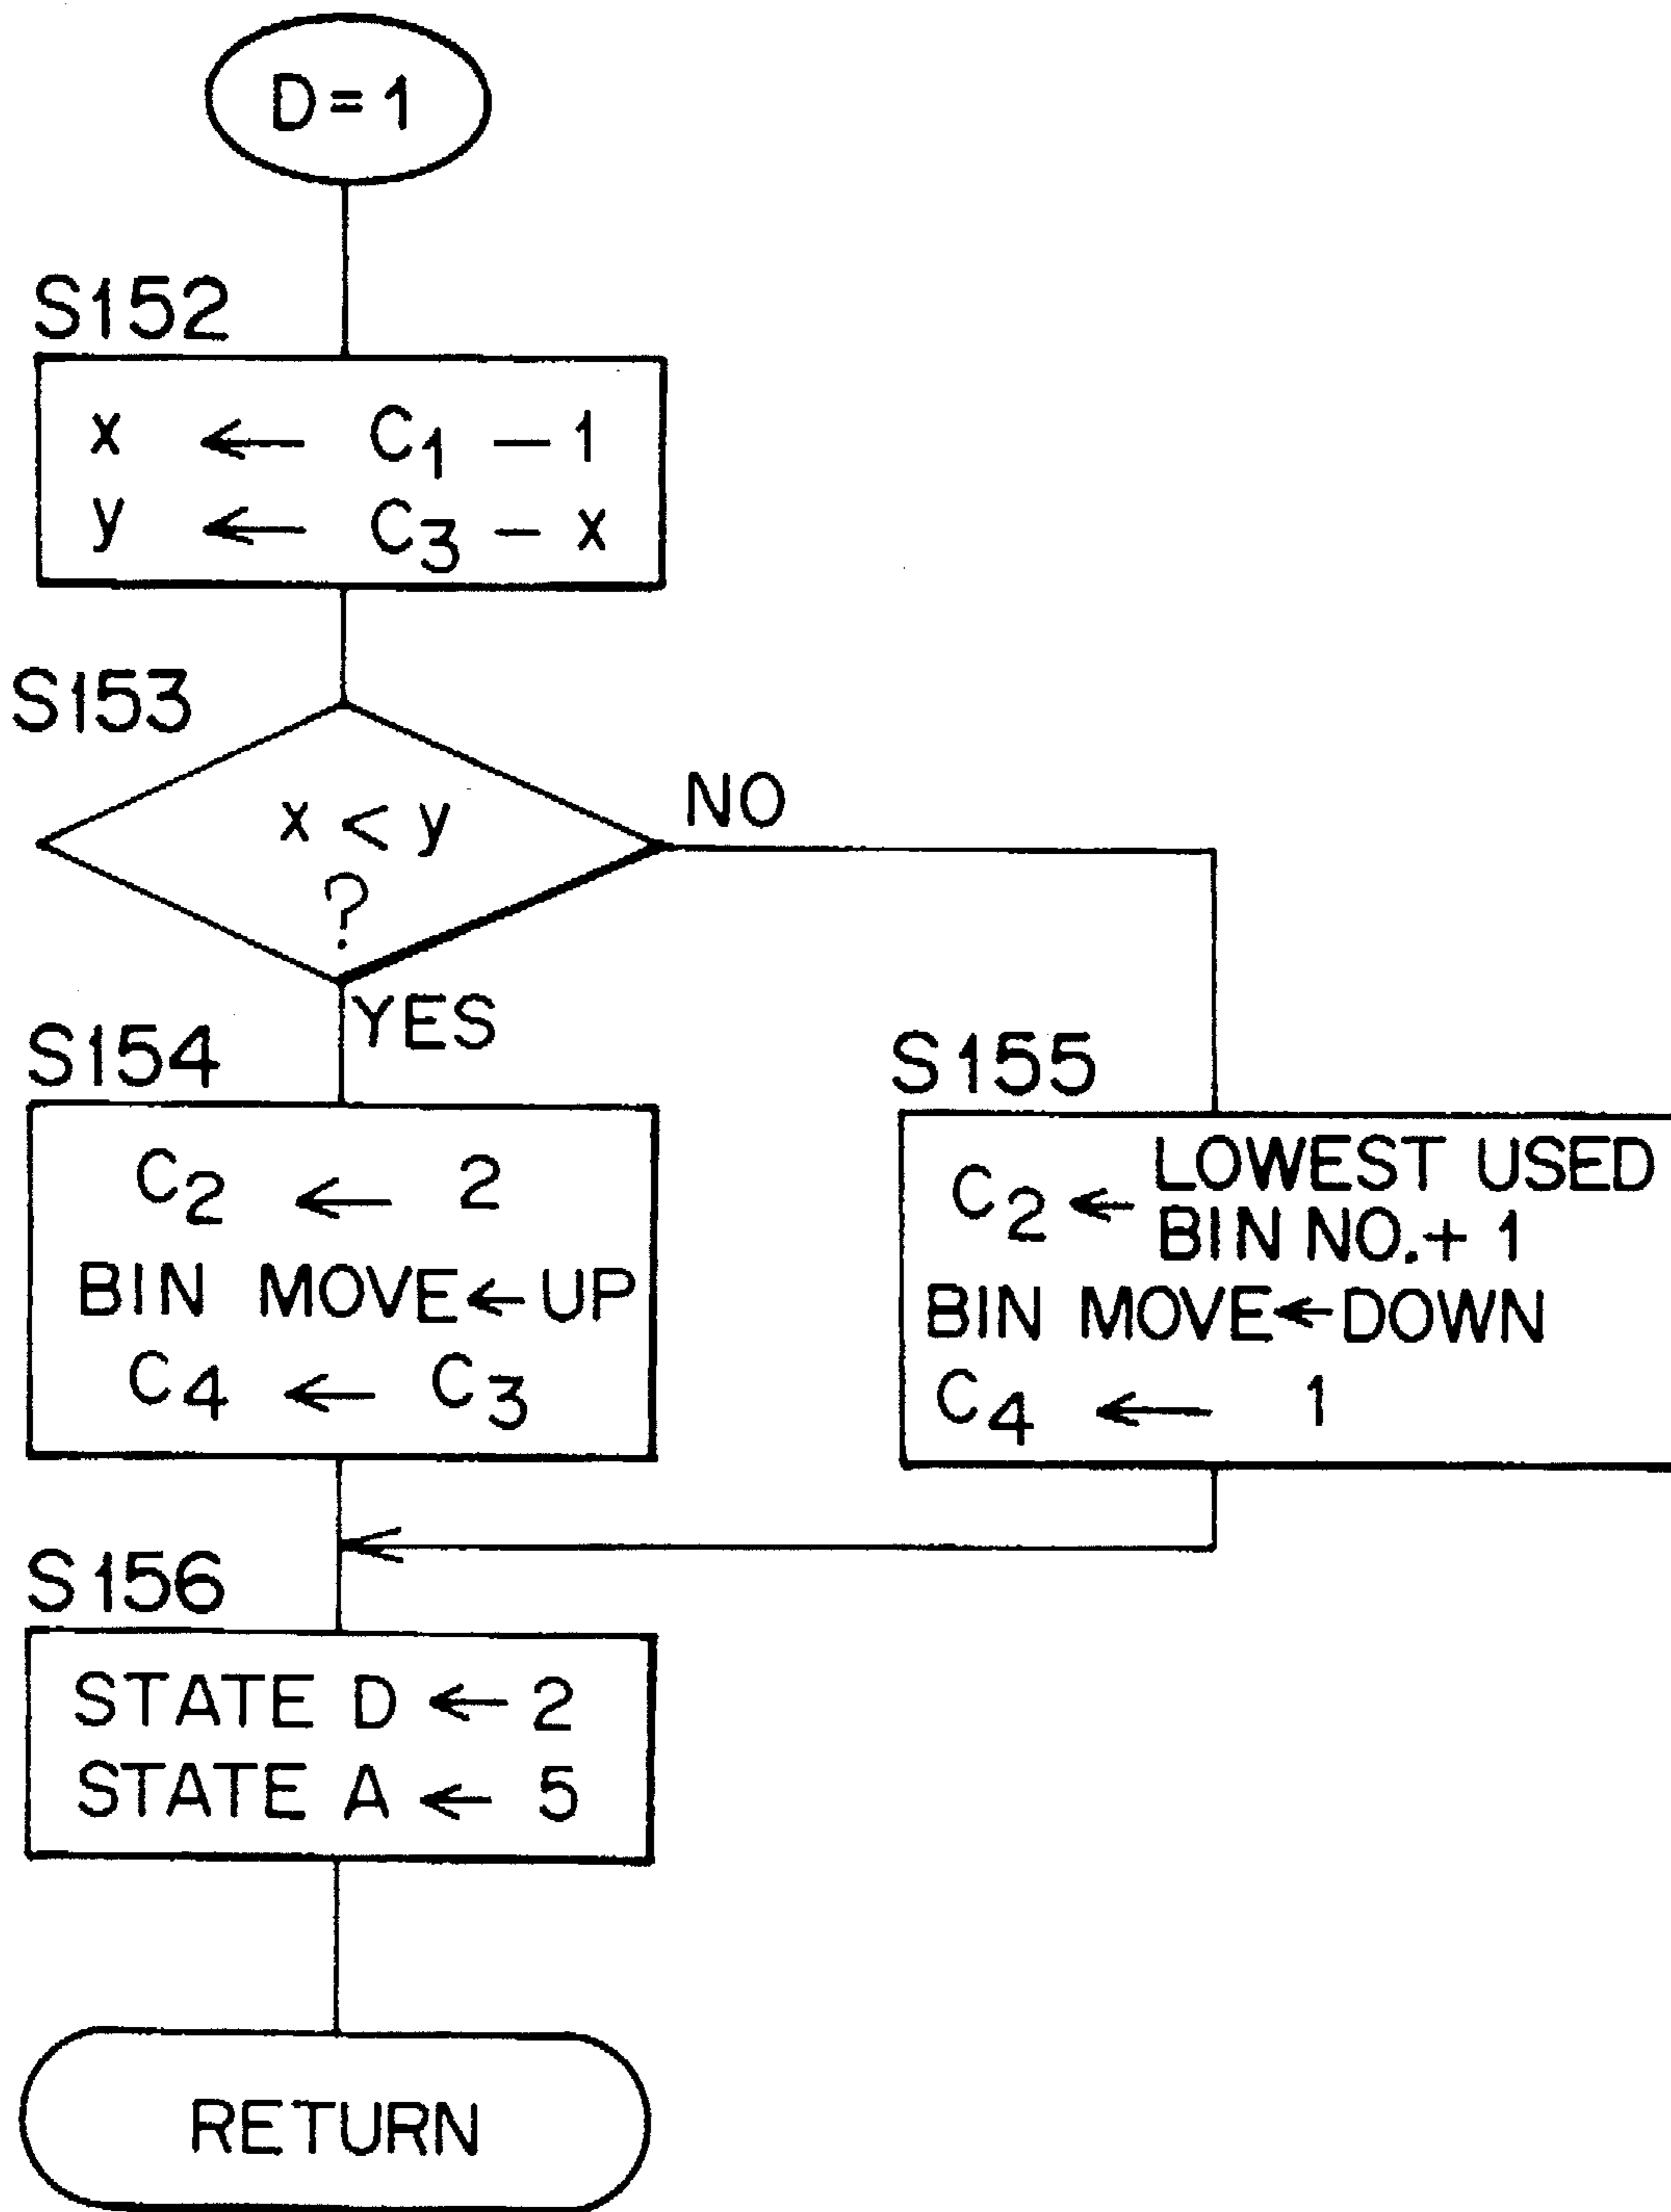 D=1
S152
x ← C₁ − 1
y ← C₃ − x
S153
x < y
?
NO
YES
S154
C₂ ← 2
BIN MOVE←UP
C₄ ← C₃
S155
C₂ ← LOWEST USED
BIN NO.+ 1
BIN MOVE←DOWN
C₄ ← 1
S156
STATE D ← 2
STATE A ← 5
RETURN